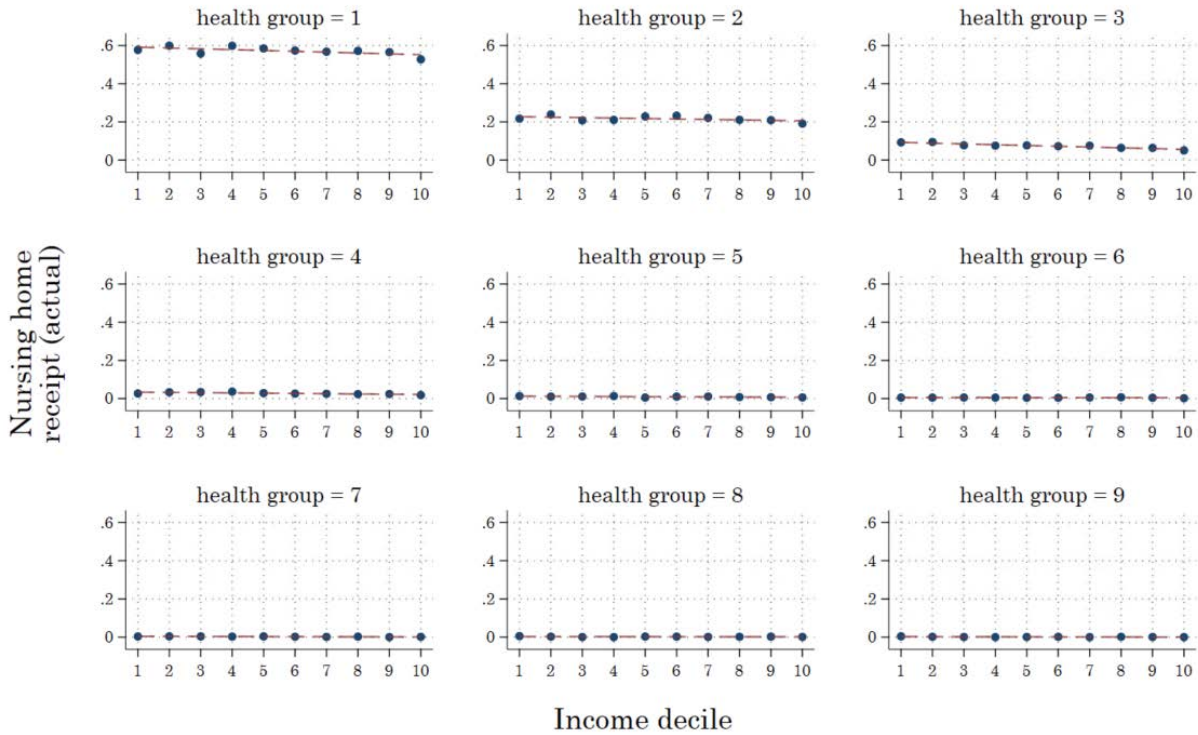 health group = 1
health group = 2
health group = 3
.6
.4
.2
0
1 2 3 4 5 6 7 8 9 10
.6
.4
.2
0
1 2 3 4 5 6 7 8 9 10
.6
.4
.2
0
1 2 3 4 5 6 7 8 9 10
Nursing home
receipt (actual)
health group = 4
health group = 5
health group = 6
.6
.4
.2
0
1 2 3 4 5 6 7 8 9 10
.6
.4
.2
0
1 2 3 4 5 6 7 8 9 10
.6
.4
.2
0
1 2 3 4 5 6 7 8 9 10
health group = 7
health group = 8
health group = 9
.6
.4
.2
0
1 2 3 4 5 6 7 8 9 10
.6
.4
.2
0
1 2 3 4 5 6 7 8 9 10
.6
.4
.2
0
1 2 3 4 5 6 7 8 9 10
Income decile